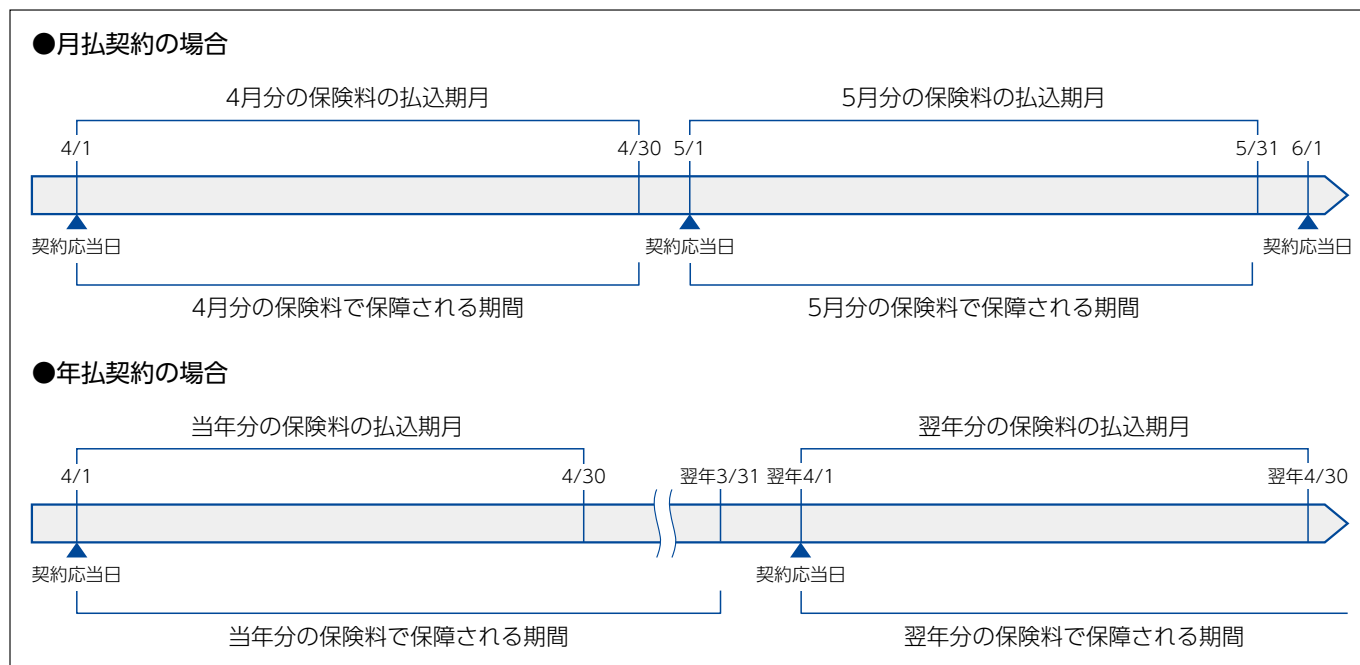 ●月払契約の場合
4月分の保険料の払込期月 5月分の保険料の払込期月
4/1 4/30 5/1 5/31 6/1
契約応当日 契約応当日 契約応当日
4月分の保険料で保障される期間 5月分の保険料で保障される期間
●年払契約の場合
当年分の保険料の払込期月 翌年分の保険料の払込期月
4/1 4/30 翌年3/31 翌年4/1 翌年4/30
契約応当日 契約応当日
当年分の保険料で保障される期間 翌年分の保険料で保障される期間